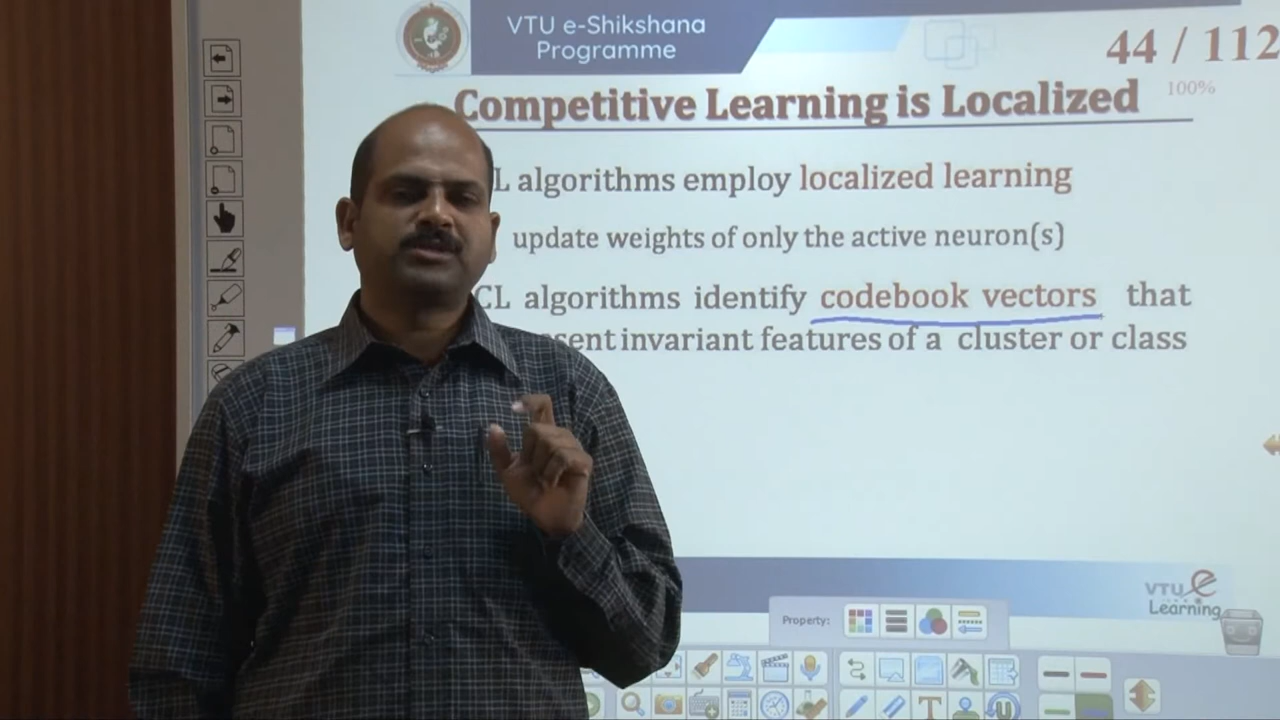 VTU e-Shikshana
Programme
44 / 112
100%
Competitive Learning is Localized
L algorithms employ localized learning
update weights of only the active neuron(s)
CL algorithms identify codebook vectors that
sent invariant features of a cluster or class
VTU e
Learning
Property: